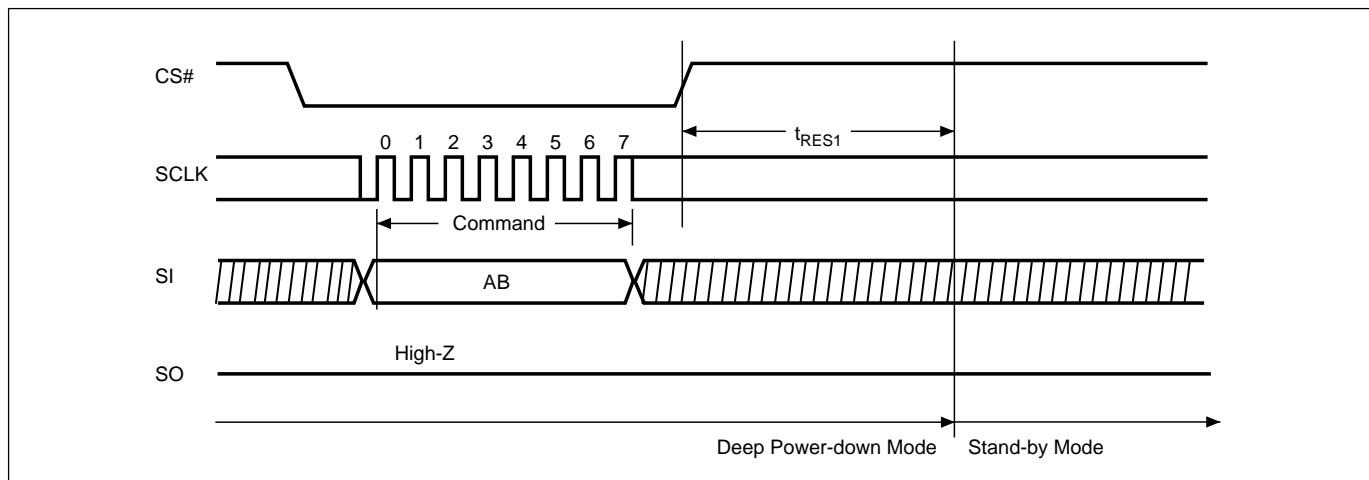 CS#
tRES1
0 1 2 3 4 5 6 7
SCLK
Command
SI
AB
High-Z
SO
Deep Power-down Mode
Stand-by Mode